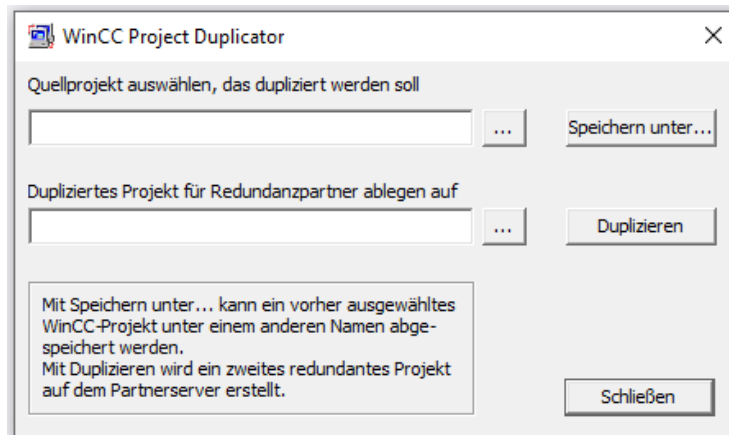 WinCC Project Duplicator
Quellprojekt auswählen, das dupliziert werden soll
...
Speichern unter...
Dupliziertes Projekt für Redundanzpartner ablegen auf
...
Duplizieren
Mit Speichern unter... kann ein vorher ausgewähltes
WinCC-Projekt unter einem anderen Namen abge-
speichert werden.
Mit Duplizieren wird ein zweites redundantes Projekt
auf dem Partnerserver erstellt.
Schließen